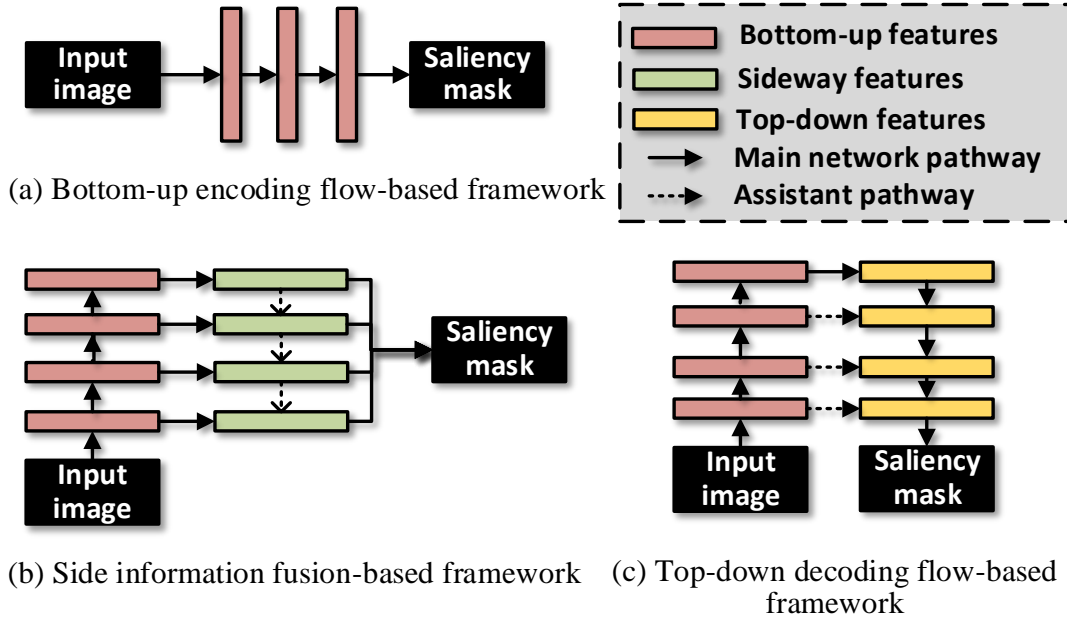 Input
image
Saliency
mask
(a) Bottom-up encoding flow-based framework
Bottom-up features
Sideway features
Top-down features
Main network pathway
Assistant pathway
Saliency
mask
Input
image
(b) Side information fusion-based framework
Input
image
Saliency
mask
(c) Top-down decoding flow-based
framework